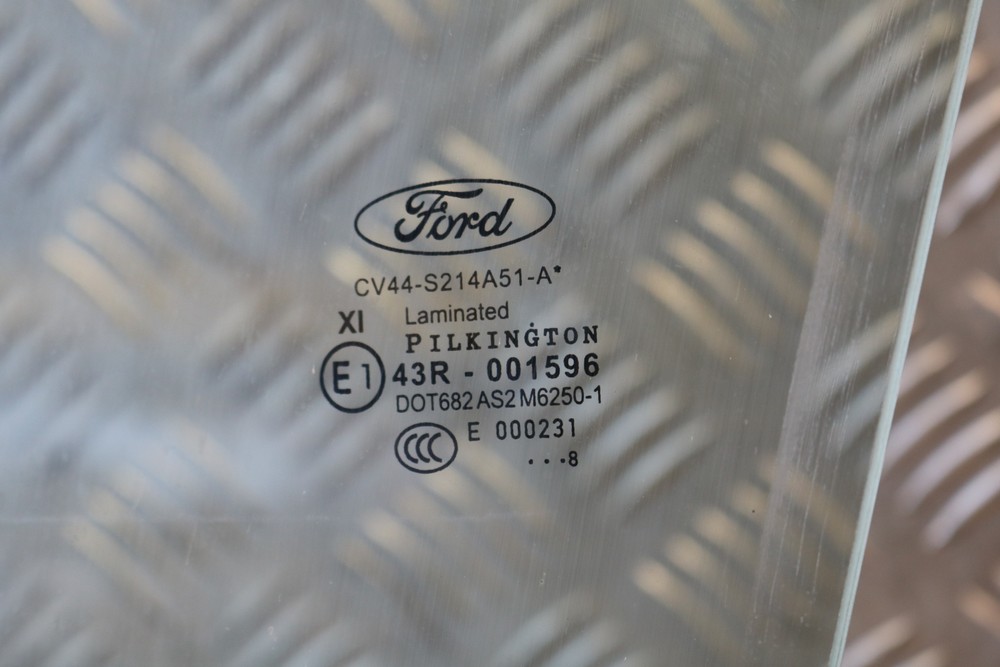 Ford
CV44-S214A51-A*
XI Laminated
PILKINGTON
E1 43R - 001596
DOT682 AS2 M6250-1
CCC E 000231
...8